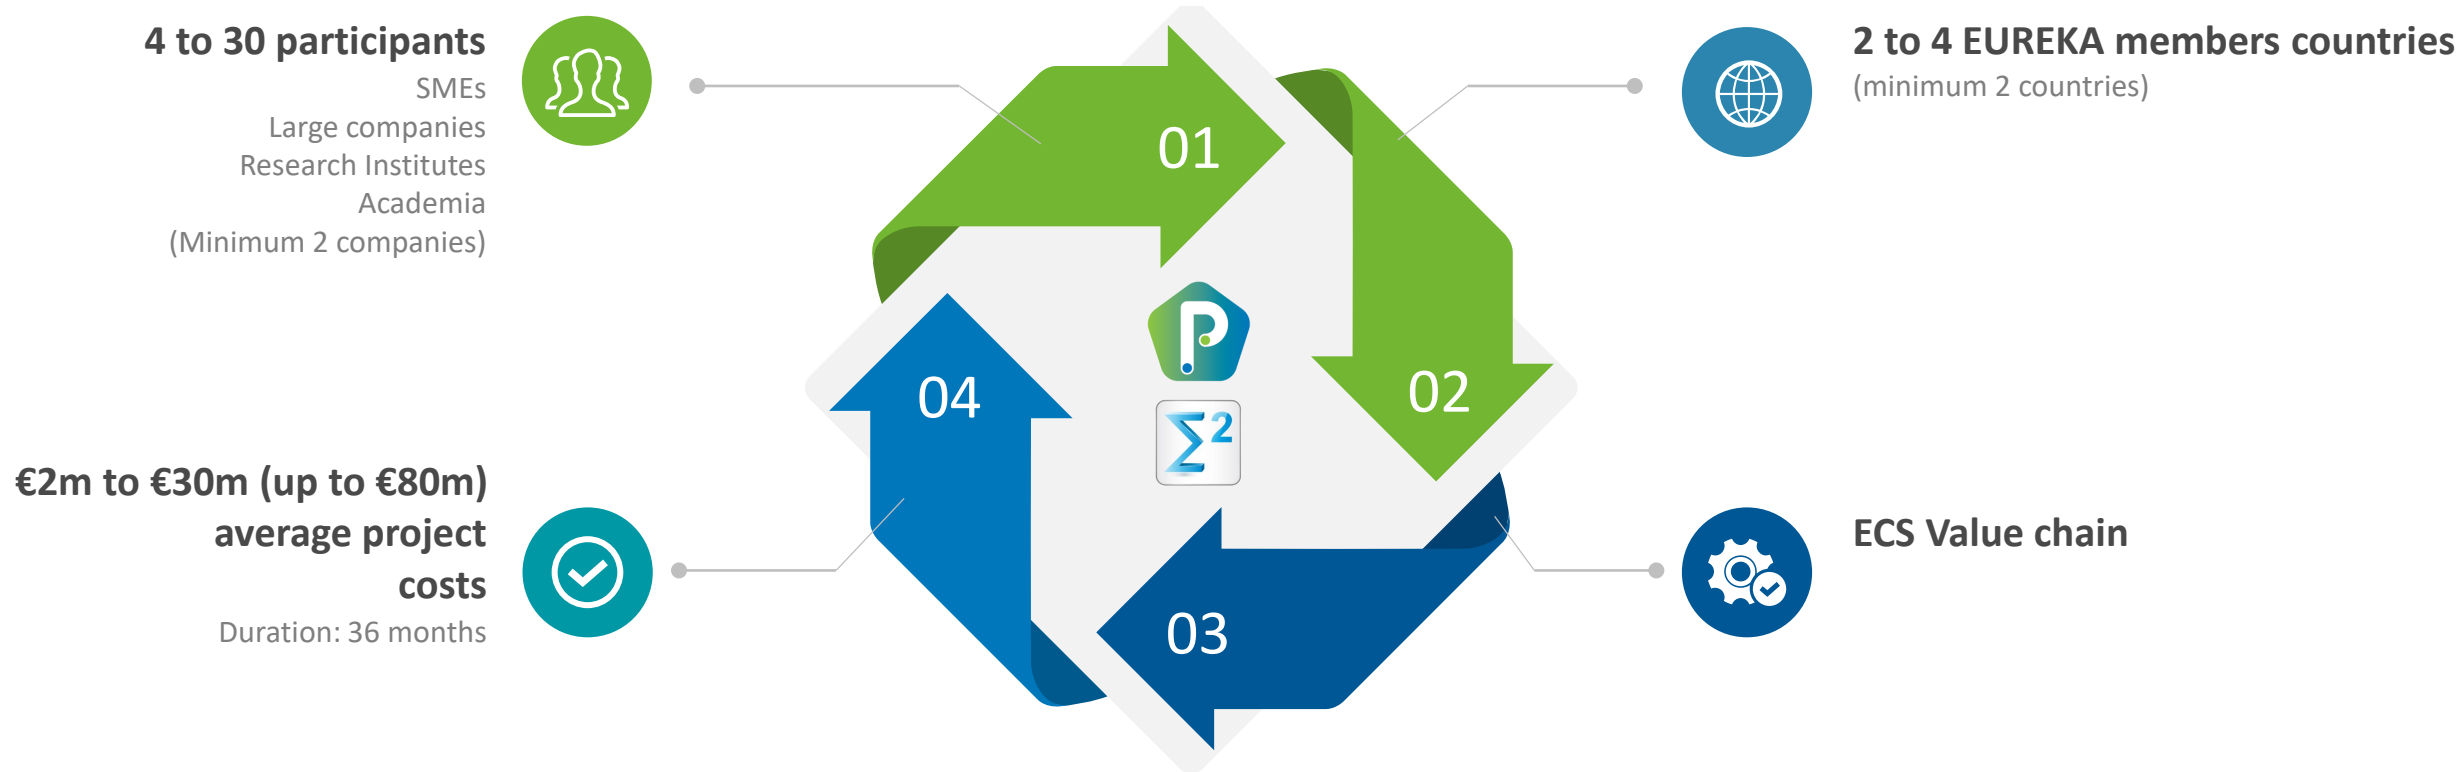 4 to 30 participants
SMEs
Large companies
Research Institutes
Academia
(Minimum 2 companies)
01
2 to 4 EUREKA members countries
(minimum 2 countries)
02
P
Σ²
04
€2m to €30m (up to €80m)
average project
costs
Duration: 36 months
03
ECS Value chain